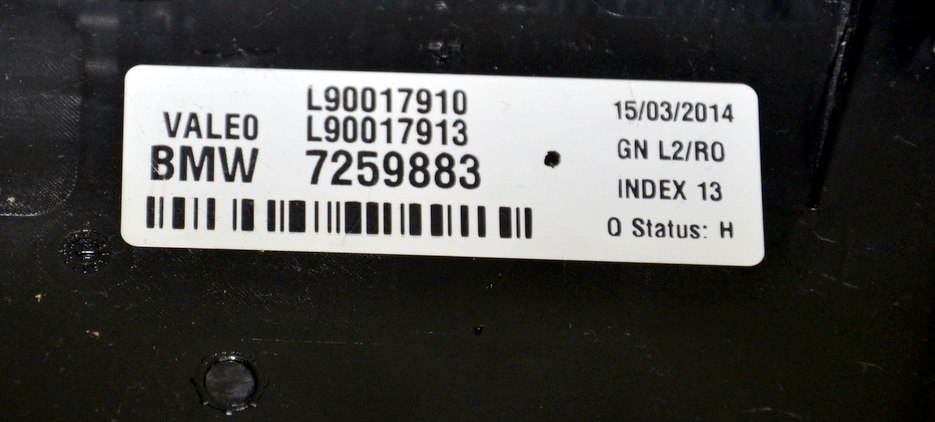 L90017910
VALEO L90017913
BMW 7259883
15/03/2014
GN L2/RO
INDEX 13
Q Status: H